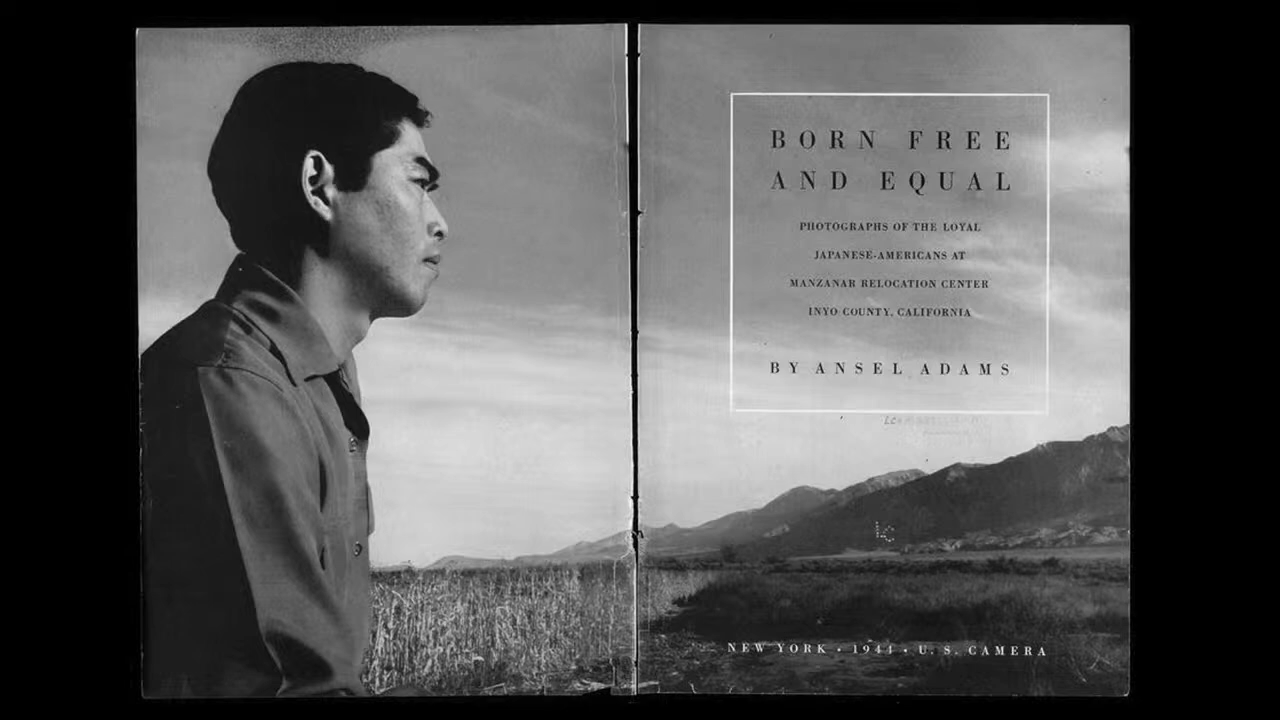 BORN FREE
AND EQUAL
PHOTOGRAPHS OF THE LOYAL
JAPANESE-AMERICANS AT
MANZANAR RELOCATION CENTER
INYO COUNTY, CALIFORNIA
BY ANSEL ADAMS
LC
NEW YORK • 1944 • U. S. CAMERA